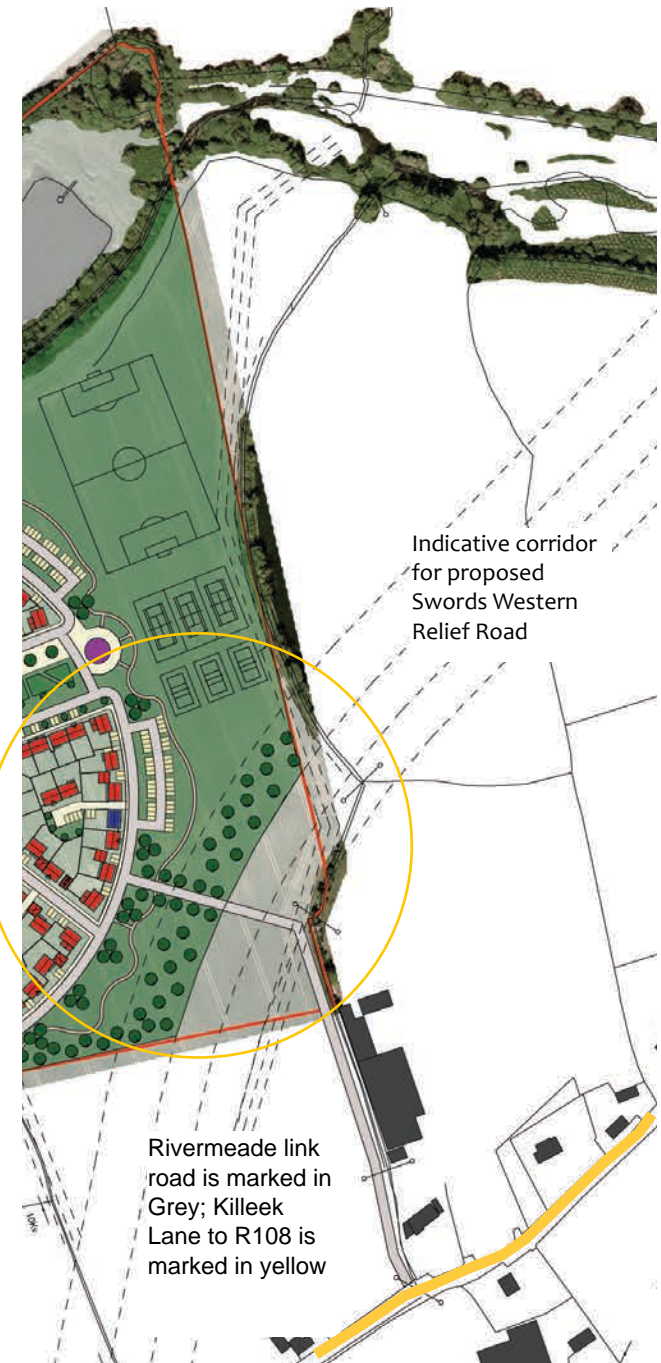 Indicative corridor
for proposed
Swords Western
Relief Road
Rivermeade link
road is marked in
Grey; Killeek
Lane to R108 is
marked in yellow
10Kv